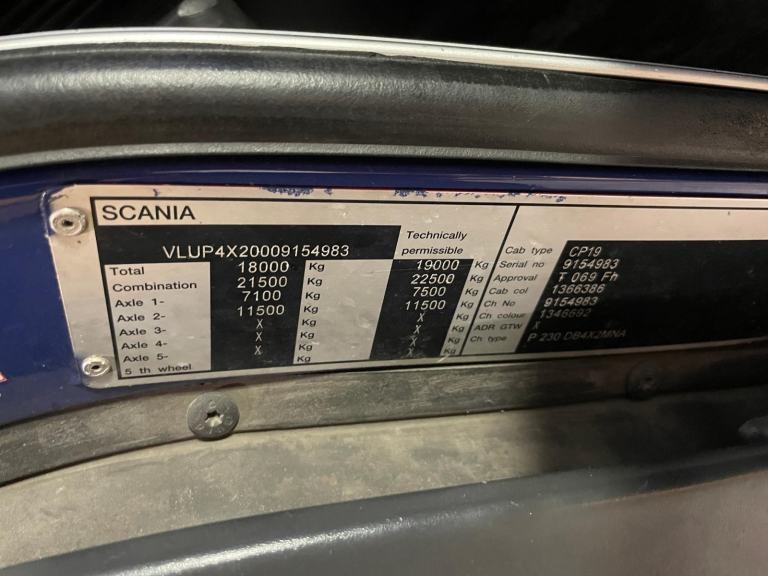 SCANIA
VLUP4X20009154983
Technically
permissible
Total 18000 Kg 19000 Kg
Combination 21500 Kg 22500 Kg
Axle 1- 7100 Kg 7500 Kg
Axle 2- 11500 Kg 11500 Kg
Axle 3- X Kg X Kg
Axle 4- X Kg X Kg
Axle 5- X Kg X Kg
5 th wheel
Cab type CP19
Serial no 9154983
Approval T 069 Fh
Cab col 1366386
Ch No 9154983
Ch colour 1346692
ADR GTW X
Ch type P 230 DB4X2MNA